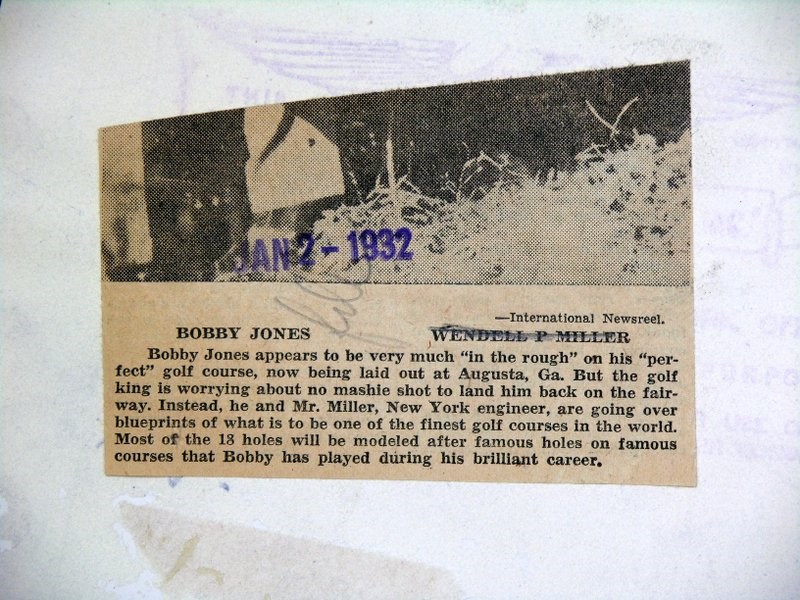 THIS
JAN 2 - 1932
—International Newsreel.
BOBBY JONES WENDELL P MILLER
Bobby Jones appears to be very much “in the rough” on his “per-
fect” golf course, now being laid out at Augusta, Ga. But the golf
king is worrying about no mashie shot to land him back on the fair-
way. Instead, he and Mr. Miller, New York engineer, are going over
blueprints of what is to be one of the finest golf courses in the world.
Most of the 18 holes will be modeled after famous holes on famous
courses that Bobby has played during his brilliant career.